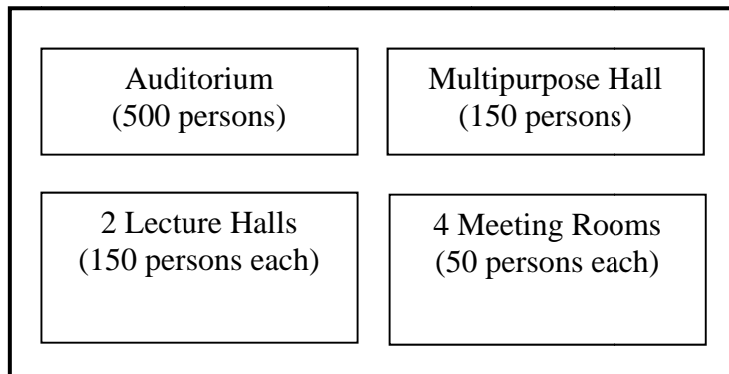 Auditorium
(500 persons)
Multipurpose Hall
(150 persons)
2 Lecture Halls
(150 persons each)
4 Meeting Rooms
(50 persons each)